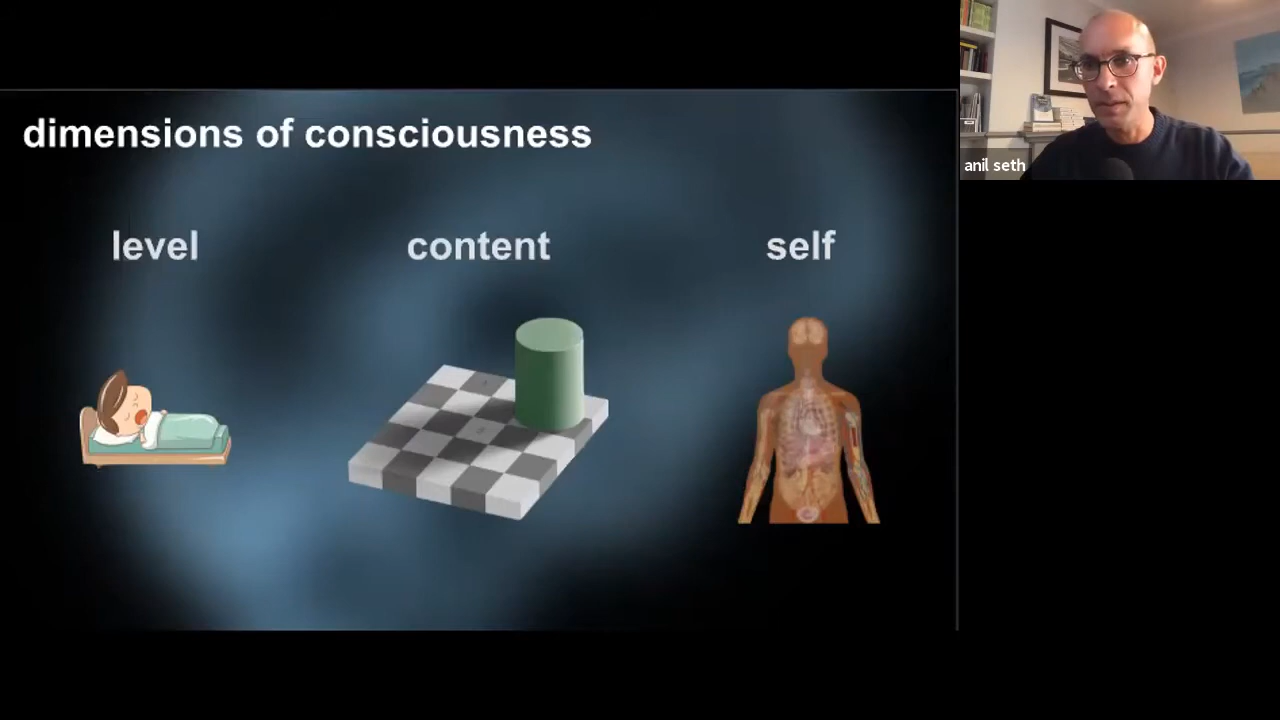 dimensions of consciousness
level
content
self
anil seth